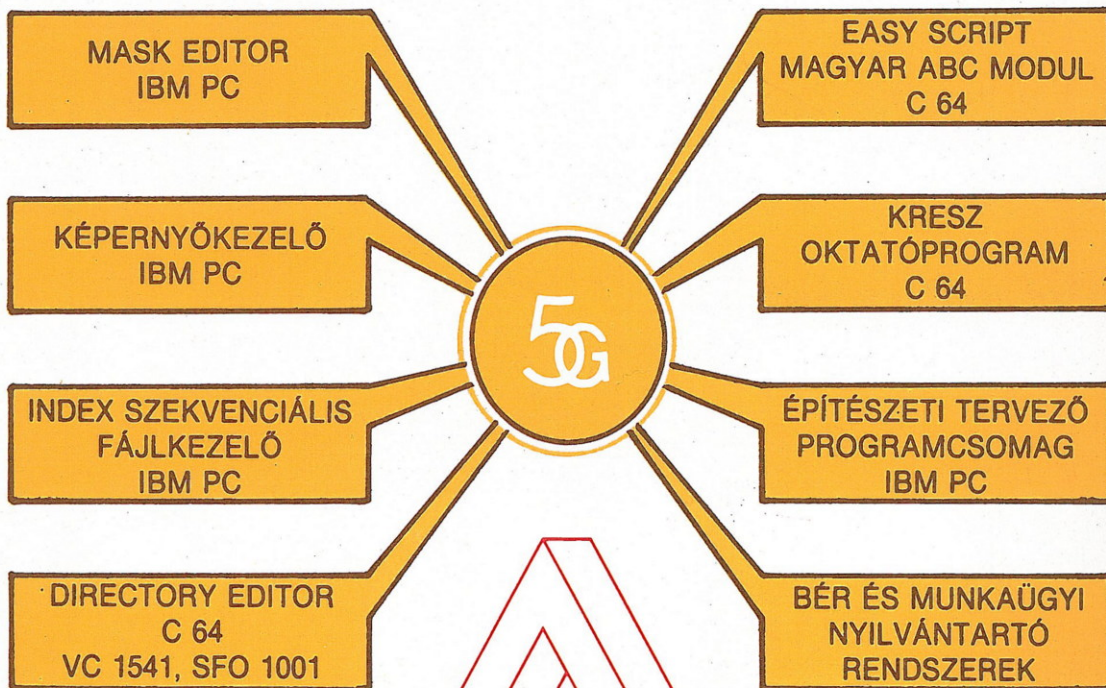 MASK EDITOR
IBM PC
KÉPERNYŐKEZELŐ
IBM PC
INDEX SZEKVENCIÁLIS
FÁJLKEZELŐ
IBM PC
DIRECTORY EDITOR
C 64
VC 1541, SFO 1001
5G
EASY SCRIPT
MAGYAR ABC MODUL
C 64
KRESZ
OKTATÓPROGRAM
C 64
ÉPÍTÉSZETI TERVEZŐ
PROGRAMCSOMAG
IBM PC
BÉR ÉS MUNKAÜGYI
NYILVÁNTARTÓ
RENDSZEREK